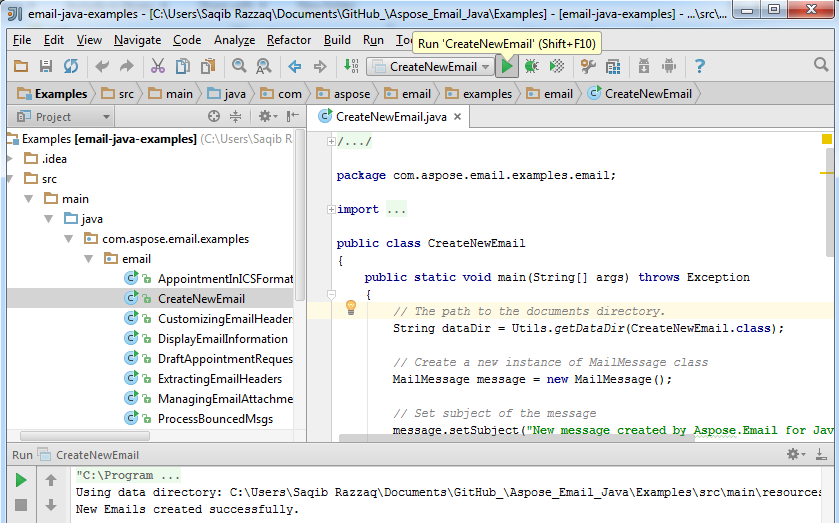 email-java-examples - [C:\Users\Saqib Razzaq\Documents\GitHub_\Aspose_Email_Java\Examples] - [email-java-examples] - ...\src\...
File Edit View Navigate Code Analyze Refactor Build Run
Run 'CreateNewEmail' (Shift+F10)
CreateNewEmail
Examples src main java com aspose email examples email CreateNewEmail
Project
CreateNewEmail.java
Examples [email-java-examples] (C:\Users\Saqib R
.idea
src
main
java
com.aspose.email.examples
email
AppointmentInICSFormat
CreateNewEmail
CustomizingEmailHeader
DisplayEmailInformation
DraftAppointmentReques
ExtractingEmailHeaders
ManagingEmailAttachme
ProcessBouncedMsgs
/.../
package com.aspose.email.examples.email;
import ...
public class CreateNewEmail
{
public static void main(String[] args) throws Exception
{
// The path to the documents directory.
String dataDir = Utils.getDataDir(CreateNewEmail.class);
// Create a new instance of MailMessage class
MailMessage message = new MailMessage();
// Set subject of the message
message.setSubject("New message created by Aspose.Email for Jav
Run CreateNewEmail
"C:\Program ...
Using data directory: C:\Users\Saqib Razzaq\Documents\GitHub_\Aspose_Email_Java\Examples\src\main\resources
New Emails created successfully.